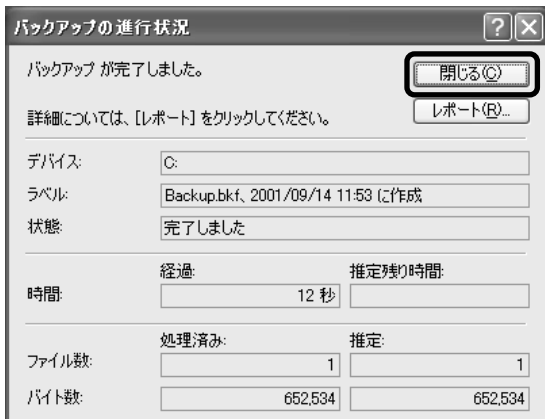 バックアップの進行状況
バックアップ が完了しました。
閉じる(C)
詳細については、[レポート] をクリックしてください。
レポート(R)...
デバイス: C:
ラベル: Backup.bkf、2001/09/14 11:53 に作成
状態: 完了しました
経過: 推定残り時間:
時間: 12 秒
処理済み: 推定:
ファイル数: 1 1
バイト数: 652,534 652,534